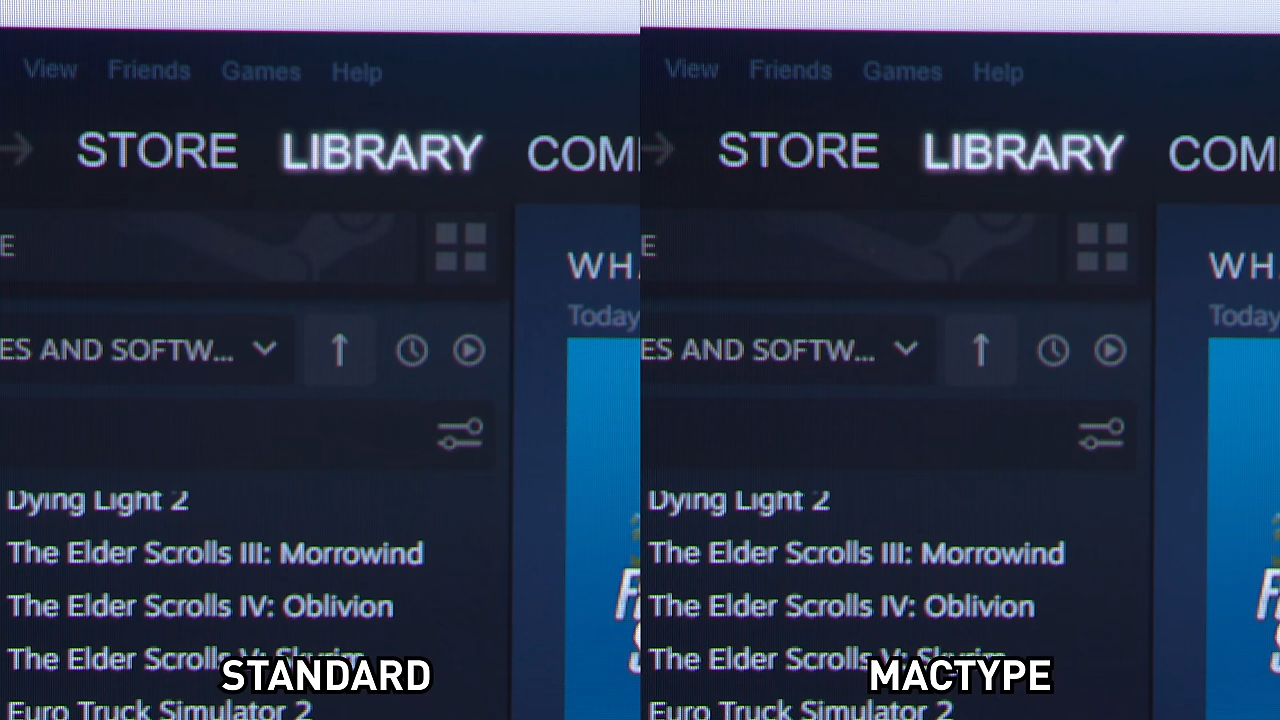 View Friends Games Help
STORE LIBRARY COM
E
WH
Today
ES AND SOFTW...
Dying Light 2
The Elder Scrolls III: Morrowind
The Elder Scrolls IV: Oblivion
The Elder Scrolls V: Skyrim
Euro Truck Simulator 2
STANDARD
View Friends Games Help
STORE LIBRARY COM
E
WH
Today
ES AND SOFTW...
Dying Light 2
The Elder Scrolls III: Morrowind
The Elder Scrolls IV: Oblivion
The Elder Scrolls V: Skyrim
Euro Truck Simulator 2
MACTYPE